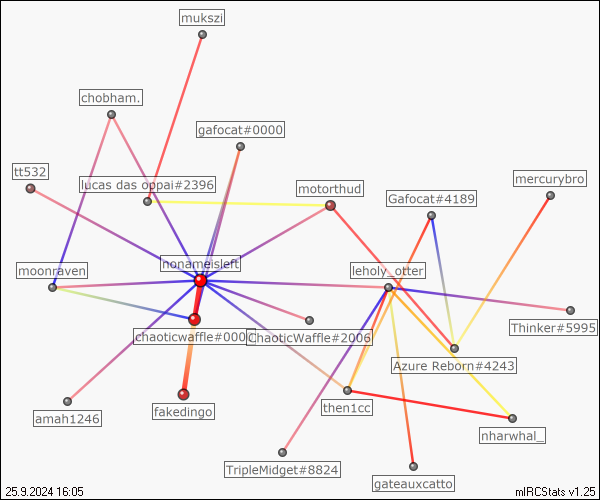 mukszi
chobham.
gafocat#0000
tt532
lucas das oppai#2396
motorthud
mercurybro
Gafocat#4189
nonameisleft
moonraven
leholy_otter
Thinker#5995
chaoticwaffle#000
ChaoticWaffle#2006
Azure Reborn#4243
amah1246
fakedingo
then1cc
nharwhal_
TripleMidget#8824
gateauxcatto
25.9.2024 16:05
mIRCStats v1.25